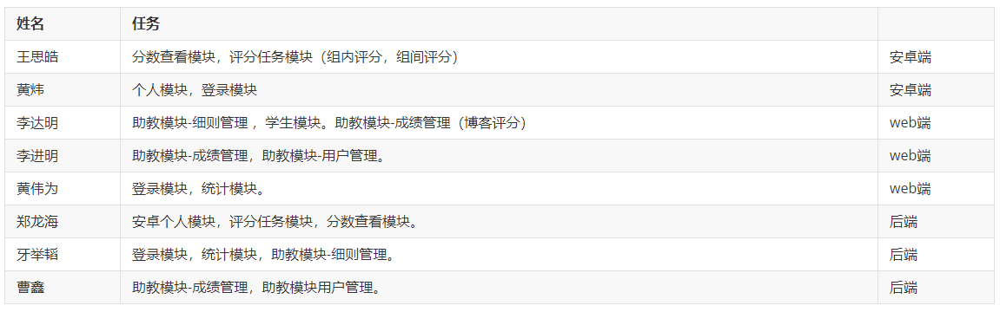 姓名 任务
王思皓 分数查看模块，评分任务模块（组内评分，组间评分） 安卓端
黄炜 个人模块，登录模块 安卓端
李达明 助教模块-细则管理 ，学生模块。助教模块-成绩管理（博客评分） web端
李进明 助教模块-成绩管理，助教模块-用户管理。 web端
黄伟为 登录模块，统计模块。 web端
郑龙海 安卓个人模块，评分任务模块，分数查看模块。 后端
牙举韬 登录模块，统计模块，助教模块-细则管理。 后端
曹鑫 助教模块-成绩管理，助教模块用户管理。 后端